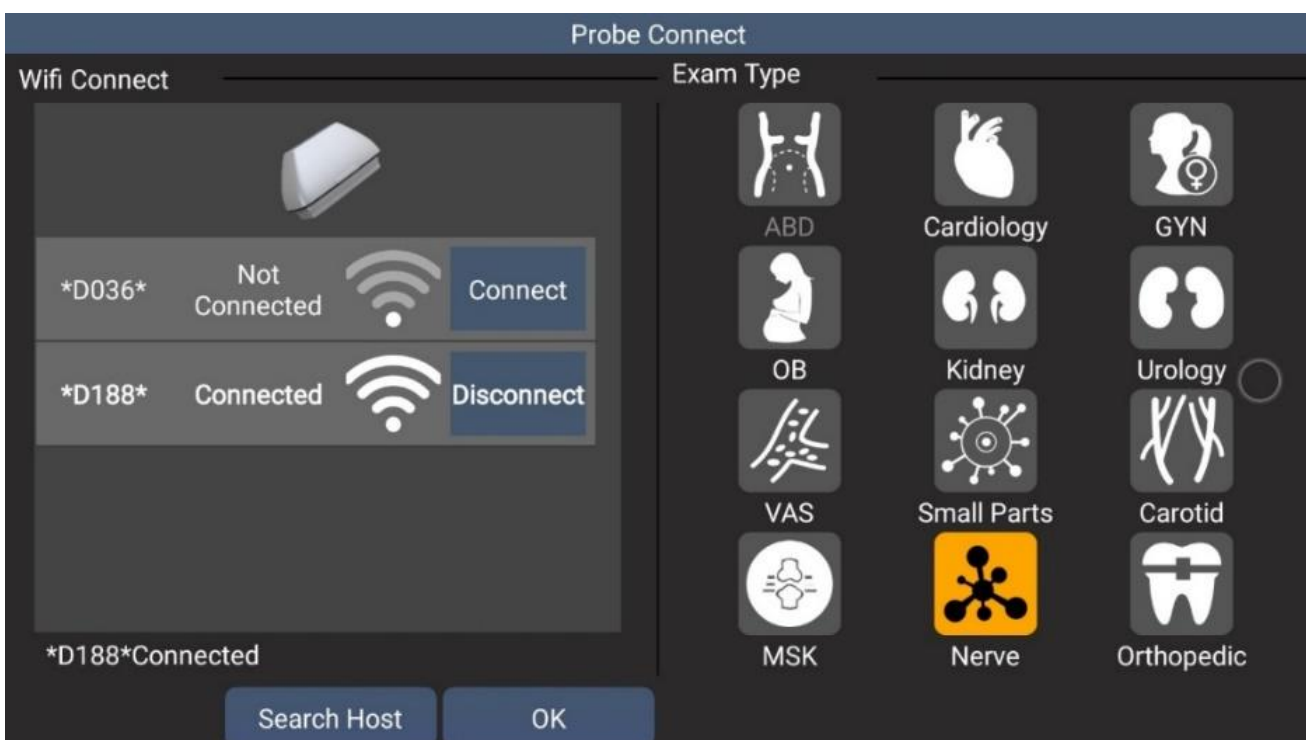 Probe Connect
Wifi Connect
*D036*
Not
Connected
Connect
*D188*
Connected
Disconnect
*D188*Connected
Search Host
OK
Exam Type
ABD
Cardiology
GYN
OB
Kidney
Urology
VAS
Small Parts
Carotid
MSK
Nerve
Orthopedic